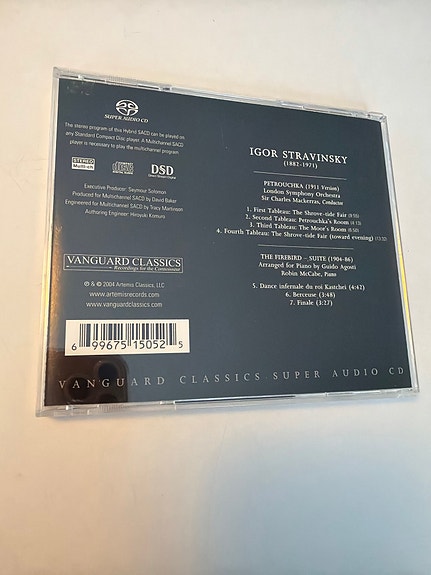 SUPER AUDIO CD
The stereo program of this Hybrid SACD can be played on
any Standard Compact Disc player. A Multichannel SACD
player is necessary to play the multichannel program
STEREO
Multi-ch
DSD
Direct Stream Digital
Executive Producer: Seymour Solomon
Produced for Multichannel SACD by David Baker
Engineered for Multichannel SACD by Tracy Martinson
Authoring Engineer: Hiroyuki Komuro
VANGUARD CLASSICS
Recordings for the Connoisseur
℗ & © 2004 Artemis Classics, LLC
www.artemisrecords.com
www.vanguardclassics.com
6 99675 15052 5
IGOR STRAVINSKY
(1882-1971)
PETROUCHKA (1911 Version)
London Symphony Orchestra
Sir Charles Mackerras, Conductor
1. First Tableau: The Shrove-tide Fair
2. Second Tableau: Petrouchka's Room
3. Third Tableau: The Moor's Room
4. Fourth Tableau: The Shrove-tide Fair (toward evening)
THE FIREBIRD – SUITE (1904-86)
Arranged for Piano by Guido Agosti
Robin McCabe, Piano
5. Dance infernale du roi Kastchei (4:42)
6. Berceuse (3:48)
7. Finale (3:27)
VANGUARD CLASSICS SUPER AUDIO CD